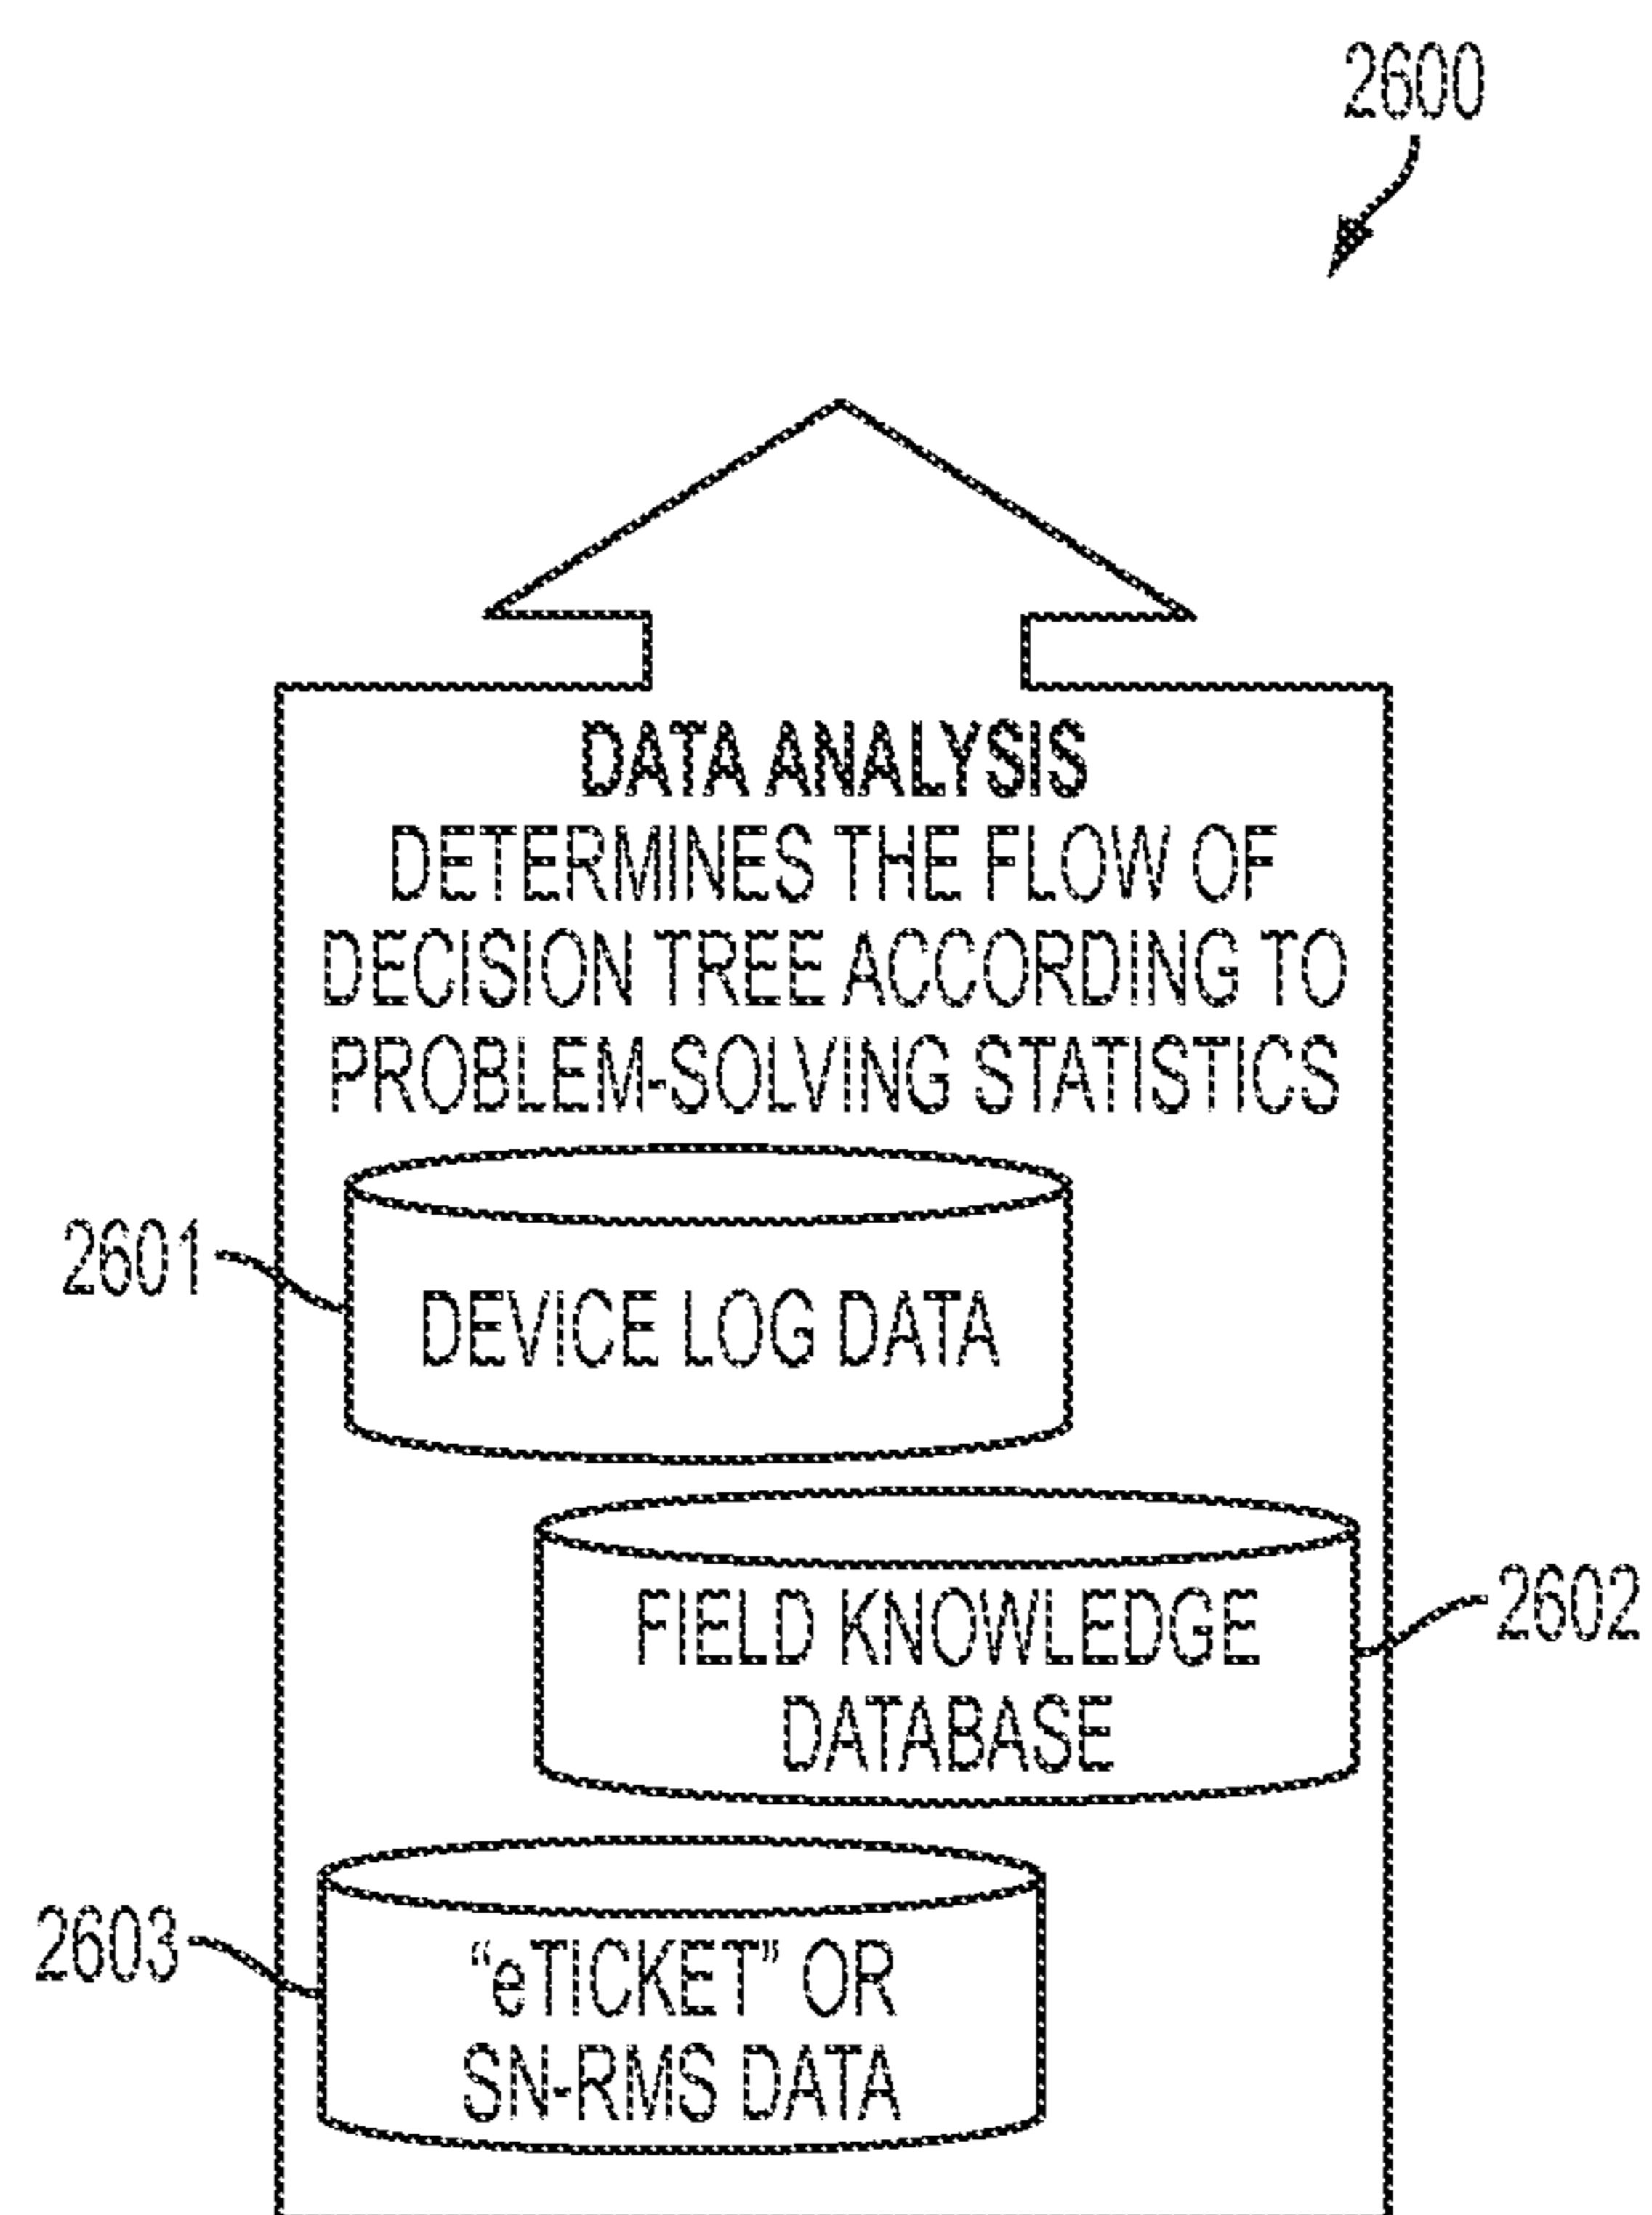 2600
DATA ANALYSIS
DETERMINES THE FLOW OF
DECISION TREE ACCORDING TO
PROBLEM-SOLVING STATISTICS
2601
DEVICE LOG DATA
FIELD KNOWLEDGE
DATABASE
2602
2603
“eTICKET” OR
SN-RMS DATA